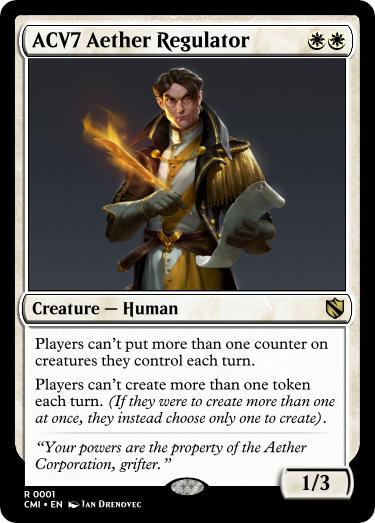 ACV7 Aether Regulator
Creature — Human
Players can't put more than one counter on
creatures they control each turn.
Players can't create more than one token
each turn. (If they were to create more than one
at once, they instead choose only one to create).
“Your powers are the property of the Aether
Corporation, grifter.”
1/3
R 0001
CMI • EN Ian Drenovec